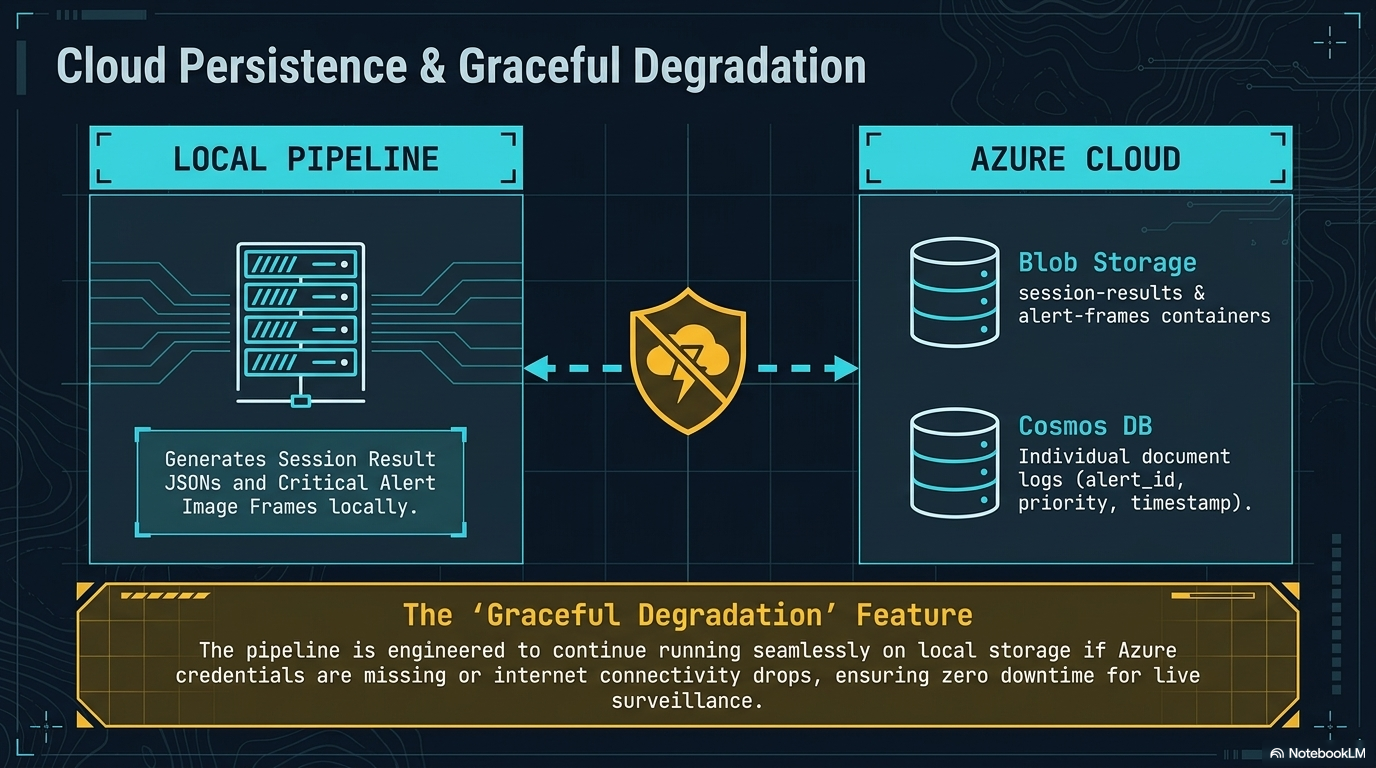 Cloud Persistence & Graceful Degradation
LOCAL PIPELINE
Generates Session Result
JSONs and Critical Alert
Image Frames locally.
AZURE CLOUD
Blob Storage
session-results &
alert-frames containers
Cosmos DB
Individual document
logs (alert_id,
priority, timestamp).
The ‘Graceful Degradation’ Feature
The pipeline is engineered to continue running seamlessly on local storage if Azure
credentials are missing or internet connectivity drops, ensuring zero downtime for live
surveillance.
NotebookLM